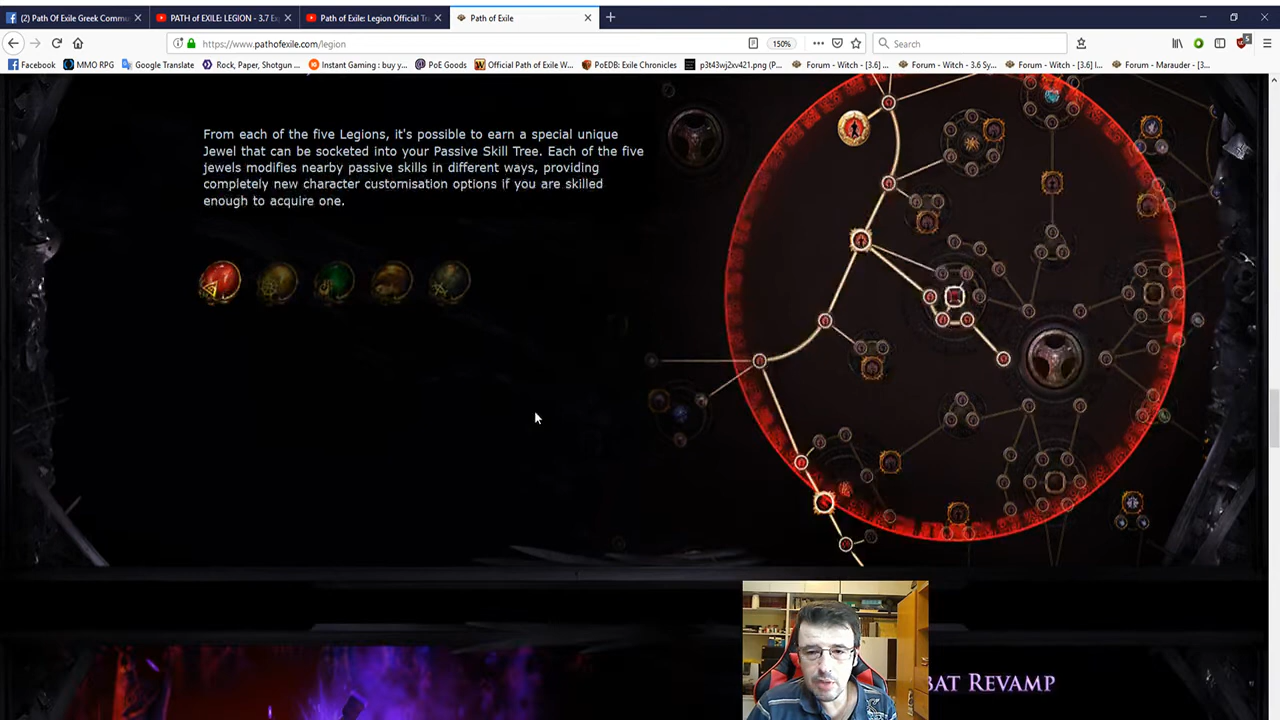 (2) Path Of Exile Greek Commu
PATH of EXILE: LEGION - 3.7 Ex
Path of Exile: Legion Official Tr
Path of Exile
https://www.pathofexile.com/legion
150%
Search
5
Facebook
MMO RPG
Google Translate
Rock, Paper, Shotgun ...
Instant Gaming : buy y...
PoE Goods
Official Path of Exile W...
PoEDB: Exile Chronicles
p3t43wj2xv421.png (P...
Forum - Witch - [3.6] ...
Forum - Witch - 3.6 Sy...
Forum - Witch - [3.6] I...
Forum - Marauder - [3...
From each of the five Legions, it's possible to earn a special unique
Jewel that can be socketed into your Passive Skill Tree. Each of the five
jewels modifies nearby passive skills in different ways, providing
completely new character customisation options if you are skilled
enough to acquire one.
BAT REVAMP